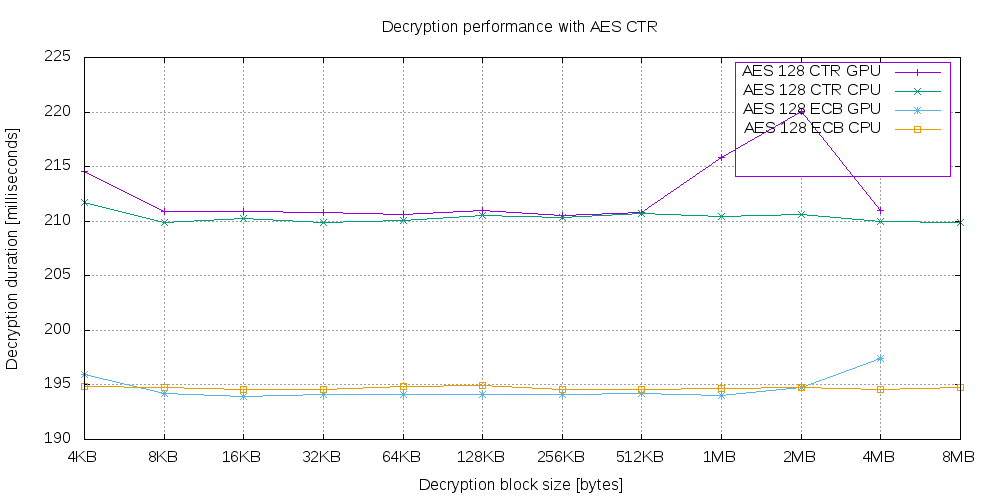 Decryption performance with AES CTR
225
220
215
210
205
200
195
190
Decryption duration [milliseconds]
AES 128 CTR GPU
AES 128 CTR CPU
AES 128 ECB GPU
AES 128 ECB CPU
4KB 8KB 16KB 32KB 64KB 128KB 256KB 512KB 1MB 2MB 4MB 8MB
Decryption block size [bytes]